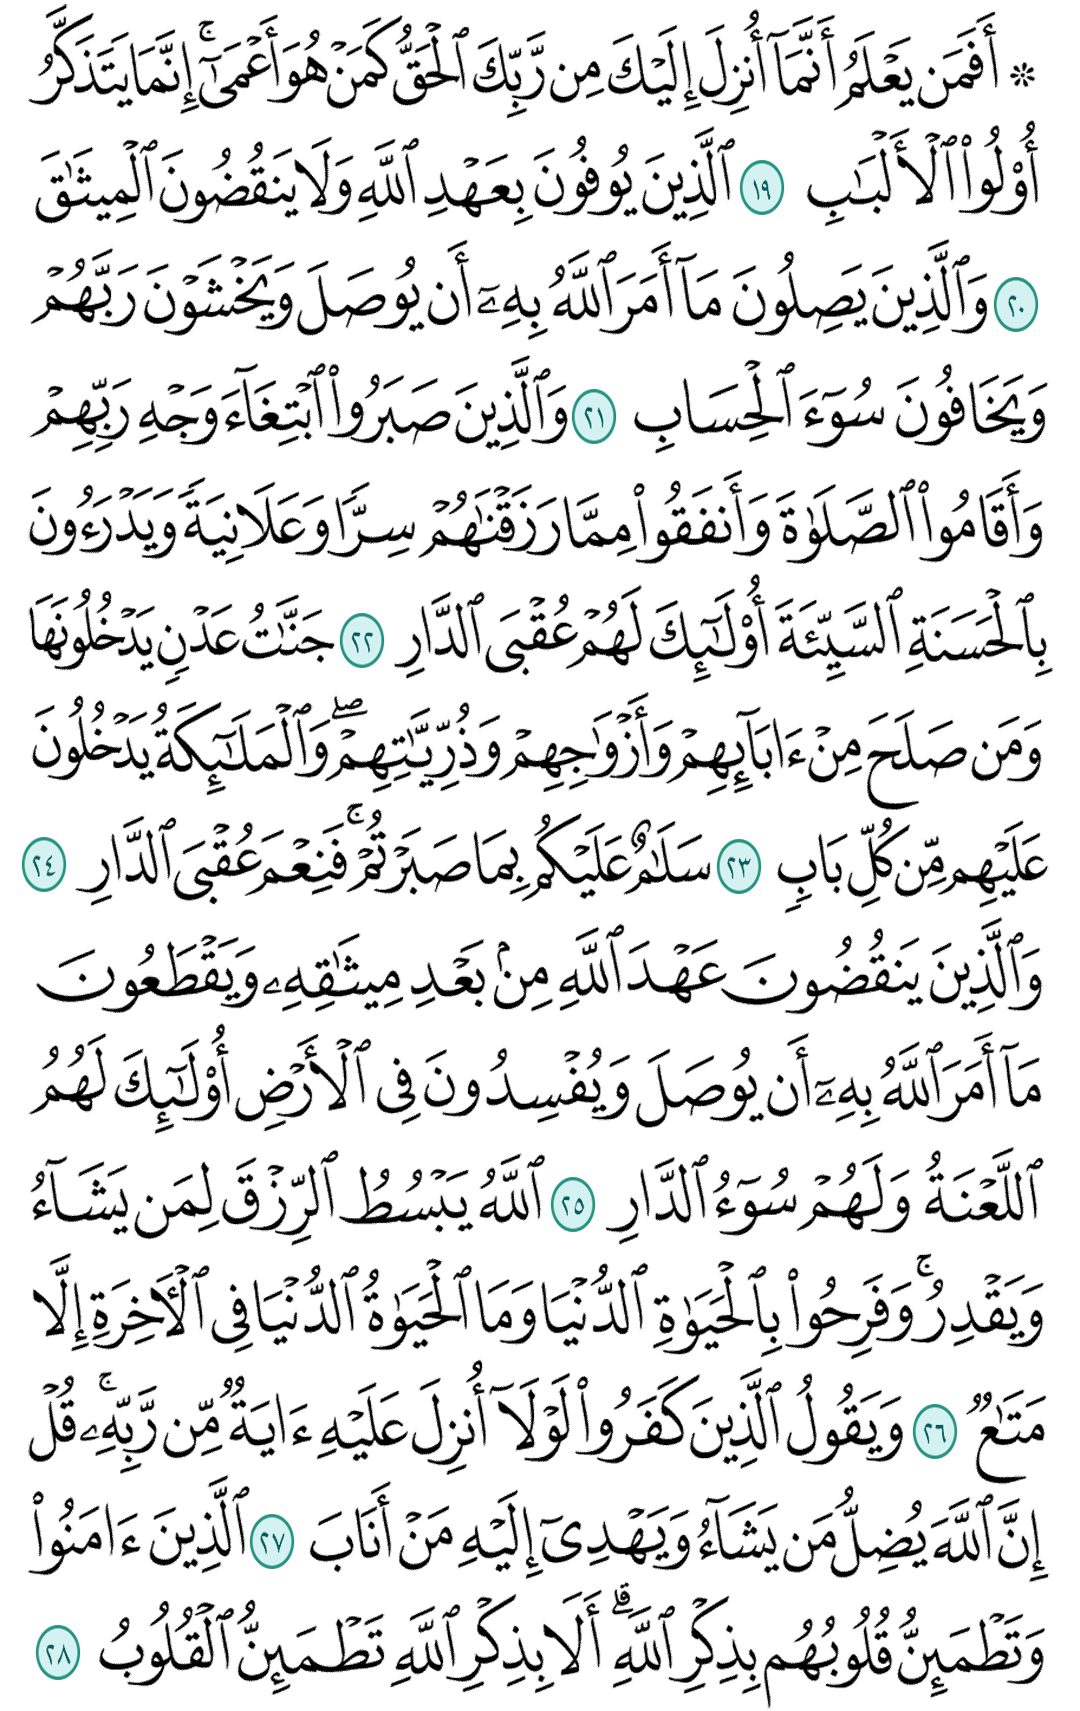 ۞ أَفَمَن يَعْلَمُ أَنَّمَآ أُنزِلَ إِلَيْكَ مِن رَّبِّكَ ٱلْحَقُّ كَمَنْ هُوَ أَعْمَىٰٓ ۚ إِنَّمَا يَتَذَكَّرُ
أُو۟لُوا۟ ٱلْأَلْبَـٰبِ ١٩ ٱلَّذِينَ يُوفُونَ بِعَهْدِ ٱللَّهِ وَلَا يَنقُضُونَ ٱلْمِيثَـٰقَ
٢٠ وَٱلَّذِينَ يَصِلُونَ مَآ أَمَرَ ٱللَّهُ بِهِۦٓ أَن يُوصَلَ وَيَخْشَوْنَ رَبَّهُمْ
وَيَخَافُونَ سُوٓءَ ٱلْحِسَابِ ٢١ وَٱلَّذِينَ صَبَرُوا۟ ٱبْتِغَآءَ وَجْهِ رَبِّهِمْ
وَأَقَامُوا۟ ٱلصَّلَوٰةَ وَأَنفَقُوا۟ مِمَّا رَزَقْنَـٰهُمْ سِرًّا وَعَلَانِيَةً وَيَدْرَءُونَ
بِٱلْحَسَنَةِ ٱلسَّيِّئَةَ أُو۟لَـٰٓئِكَ لَهُمْ عُقْبَى ٱلدَّارِ ٢٢ جَنَّـٰتُ عَدْنٍ يَدْخُلُونَهَا
وَمَن صَلَحَ مِنْ ءَابَآئِهِمْ وَأَزْوَٰجِهِمْ وَذُرِّيَّـٰتِهِمْ ۖ وَٱلْمَلَـٰٓئِكَةُ يَدْخُلُونَ
عَلَيْهِم مِّن كُلِّ بَابٍ ٢٣ سَلَـٰمٌ عَلَيْكُم بِمَا صَبَرْتُمْ ۚ فَنِعْمَ عُقْبَى ٱلدَّارِ ٢٤
وَٱلَّذِينَ يَنقُضُونَ عَهْدَ ٱللَّهِ مِنۢ بَعْدِ مِيثَـٰقِهِۦ وَيَقْطَعُونَ
مَآ أَمَرَ ٱللَّهُ بِهِۦٓ أَن يُوصَلَ وَيُفْسِدُونَ فِى ٱلْأَرْضِ أُو۟لَـٰٓئِكَ لَهُمُ
ٱللَّعْنَةُ وَلَهُمْ سُوٓءُ ٱلدَّارِ ٢٥ ٱللَّهُ يَبْسُطُ ٱلرِّزْقَ لِمَن يَشَآءُ
وَيَقْدِرُ ۚ وَفَرِحُوا۟ بِٱلْحَيَوٰةِ ٱلدُّنْيَا وَمَا ٱلْحَيَوٰةُ ٱلدُّنْيَا فِى ٱلْـَٔاخِرَةِ إِلَّا
مَتَـٰعٌ ٢٦ وَيَقُولُ ٱلَّذِينَ كَفَرُوا۟ لَوْلَآ أُنزِلَ عَلَيْهِ ءَايَةٌ مِّن رَّبِّهِۦ ۗ قُلْ
إِنَّ ٱللَّهَ يُضِلُّ مَن يَشَآءُ وَيَهْدِىٓ إِلَيْهِ مَنْ أَنَابَ ٢٧ ٱلَّذِينَ ءَامَنُوا۟
وَتَطْمَئِنُّ قُلُوبُهُم بِذِكْرِ ٱللَّهِ ۗ أَلَا بِذِكْرِ ٱللَّهِ تَطْمَئِنُّ ٱلْقُلُوبُ ٢٨